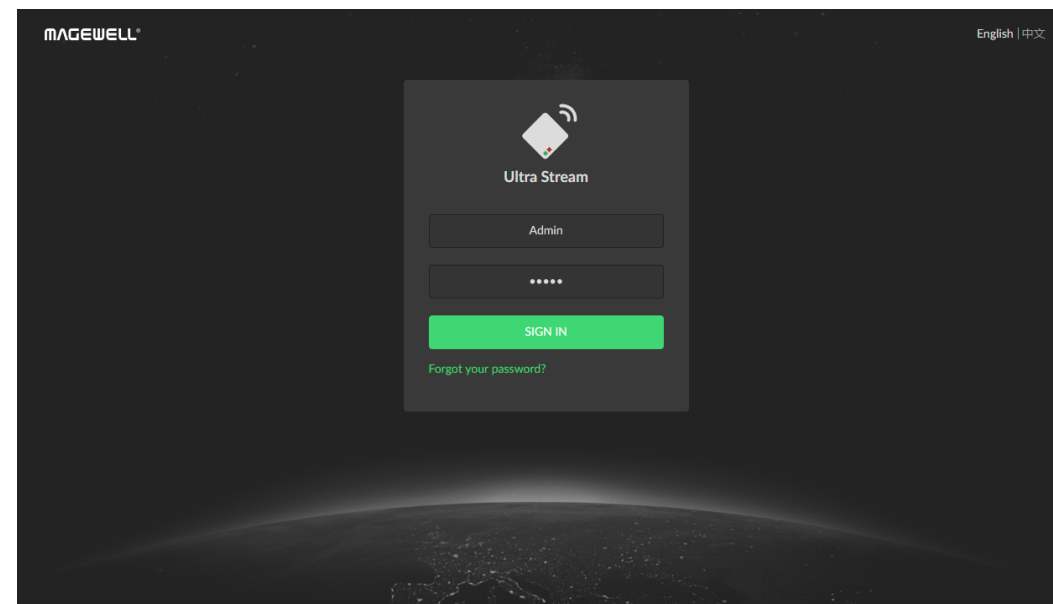 MAGEWELL®
English | 中文
Ultra Stream
Admin
•••••
SIGN IN
Forgot your password?